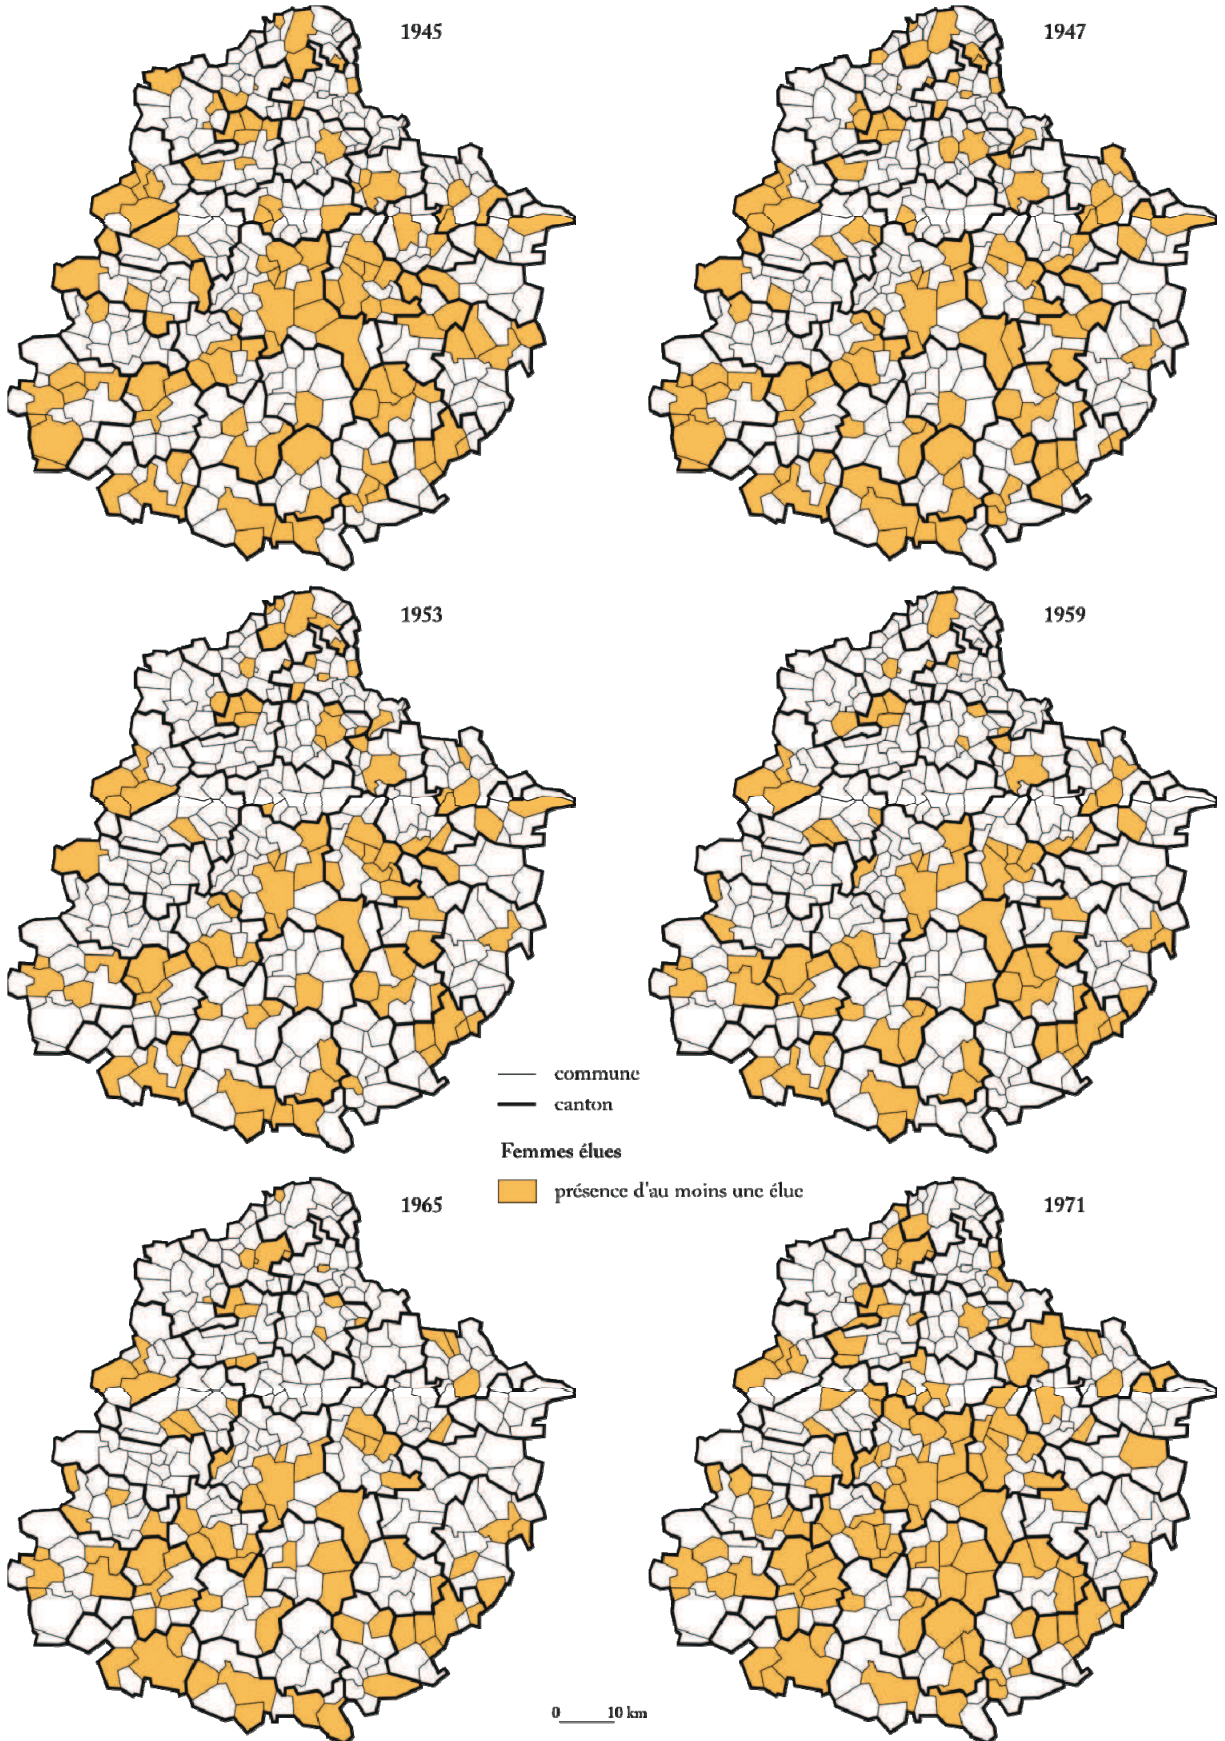 1945
1947
1953
1959
commune
canton
Femmes élues
présence d'au moins une élue
1965
1971
0 10 km